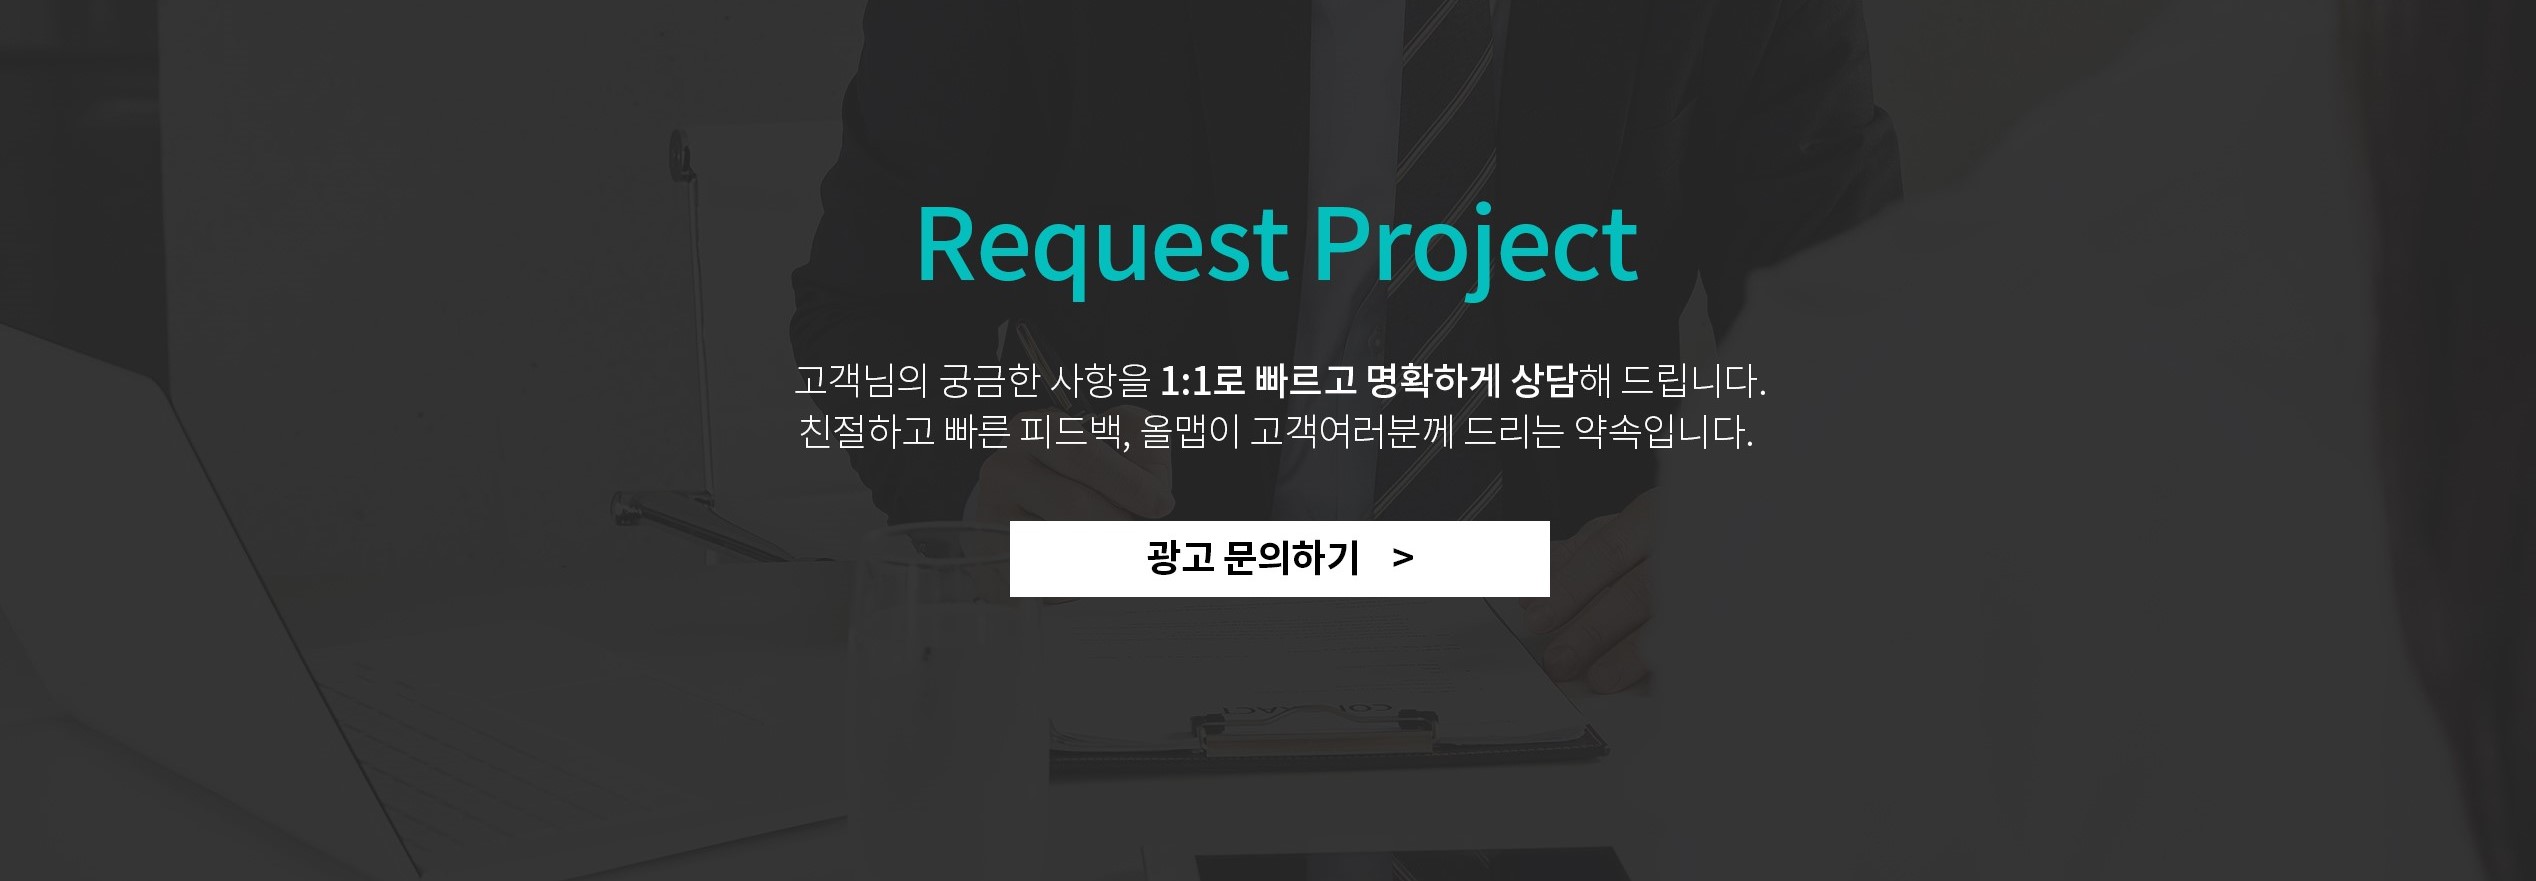 Request Project
고객님의 궁금한 사항을 1:1로 빠르고 명확하게 상담해 드립니다.
친절하고 빠른 피드백, 올맵이 고객여러분께 드리는 약속입니다.
광고 문의하기 >